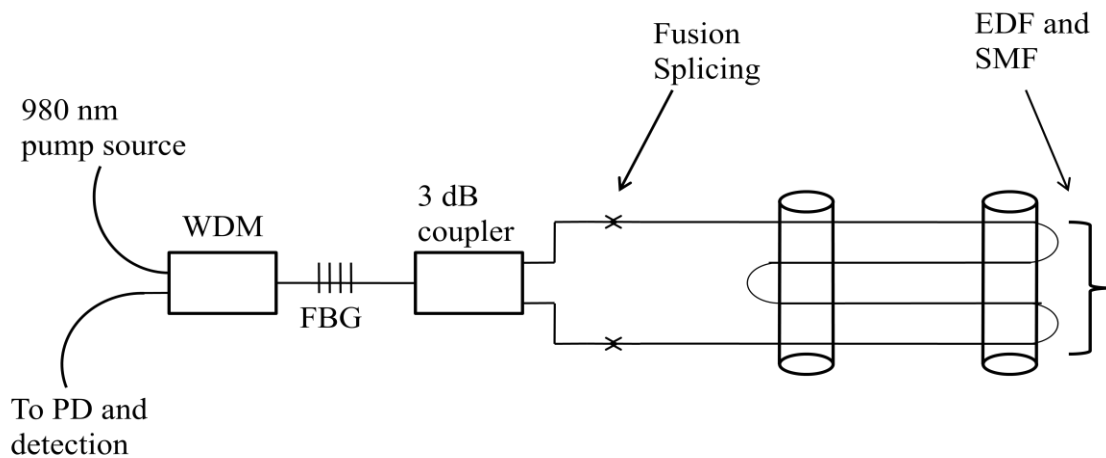 980 nm
pump source
WDM
FBG
3 dB
coupler
Fusion
Splicing
EDF and
SMF
To PD and
detection